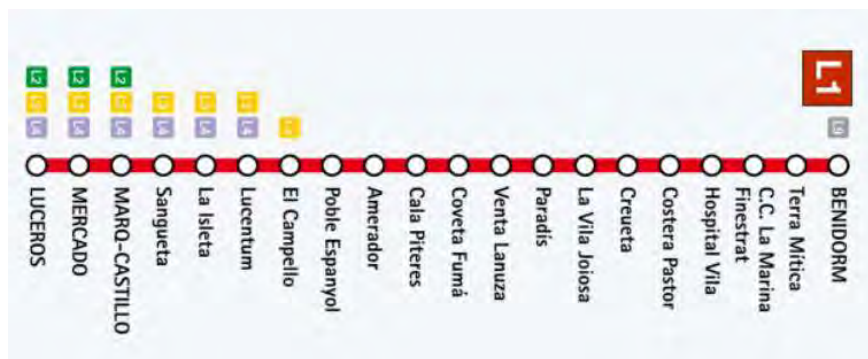 L1
L9 BENIDORM
Terra Mítica
C.C. La Marina
Finestrat
Hospital Vila
Costera Pastor
Creueta
La Vila Joiosa
Paradís
Venta Lanuza
Coveta Fumá
Cala Piteres
Amerador
Poble Espanyol
L3 El Campello
L3 L4 Lucentum
L3 L4 La Isleta
L3 L4 Sangueta
L2 L3 L4 MARQ-CASTILLO
L2 L3 L4 MERCADO
L2 L3 L4 LUCEROS